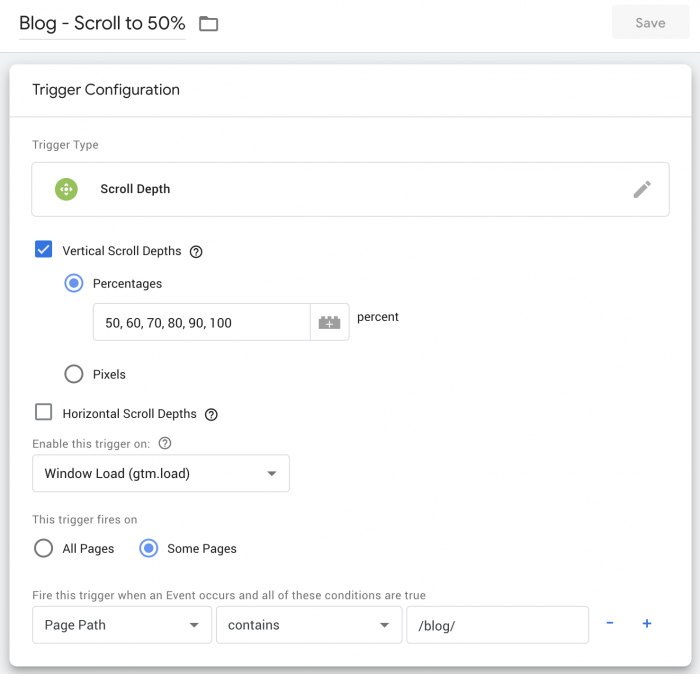 Blog - Scroll to 50%
Save
Trigger Configuration
Trigger Type
Scroll Depth
Vertical Scroll Depths
Percentages
50, 60, 70, 80, 90, 100 percent
Pixels
Horizontal Scroll Depths
Enable this trigger on:
Window Load (gtm.load)
This trigger fires on
All Pages Some Pages
Fire this trigger when an Event occurs and all of these conditions are true
Page Path contains /blog/ - +